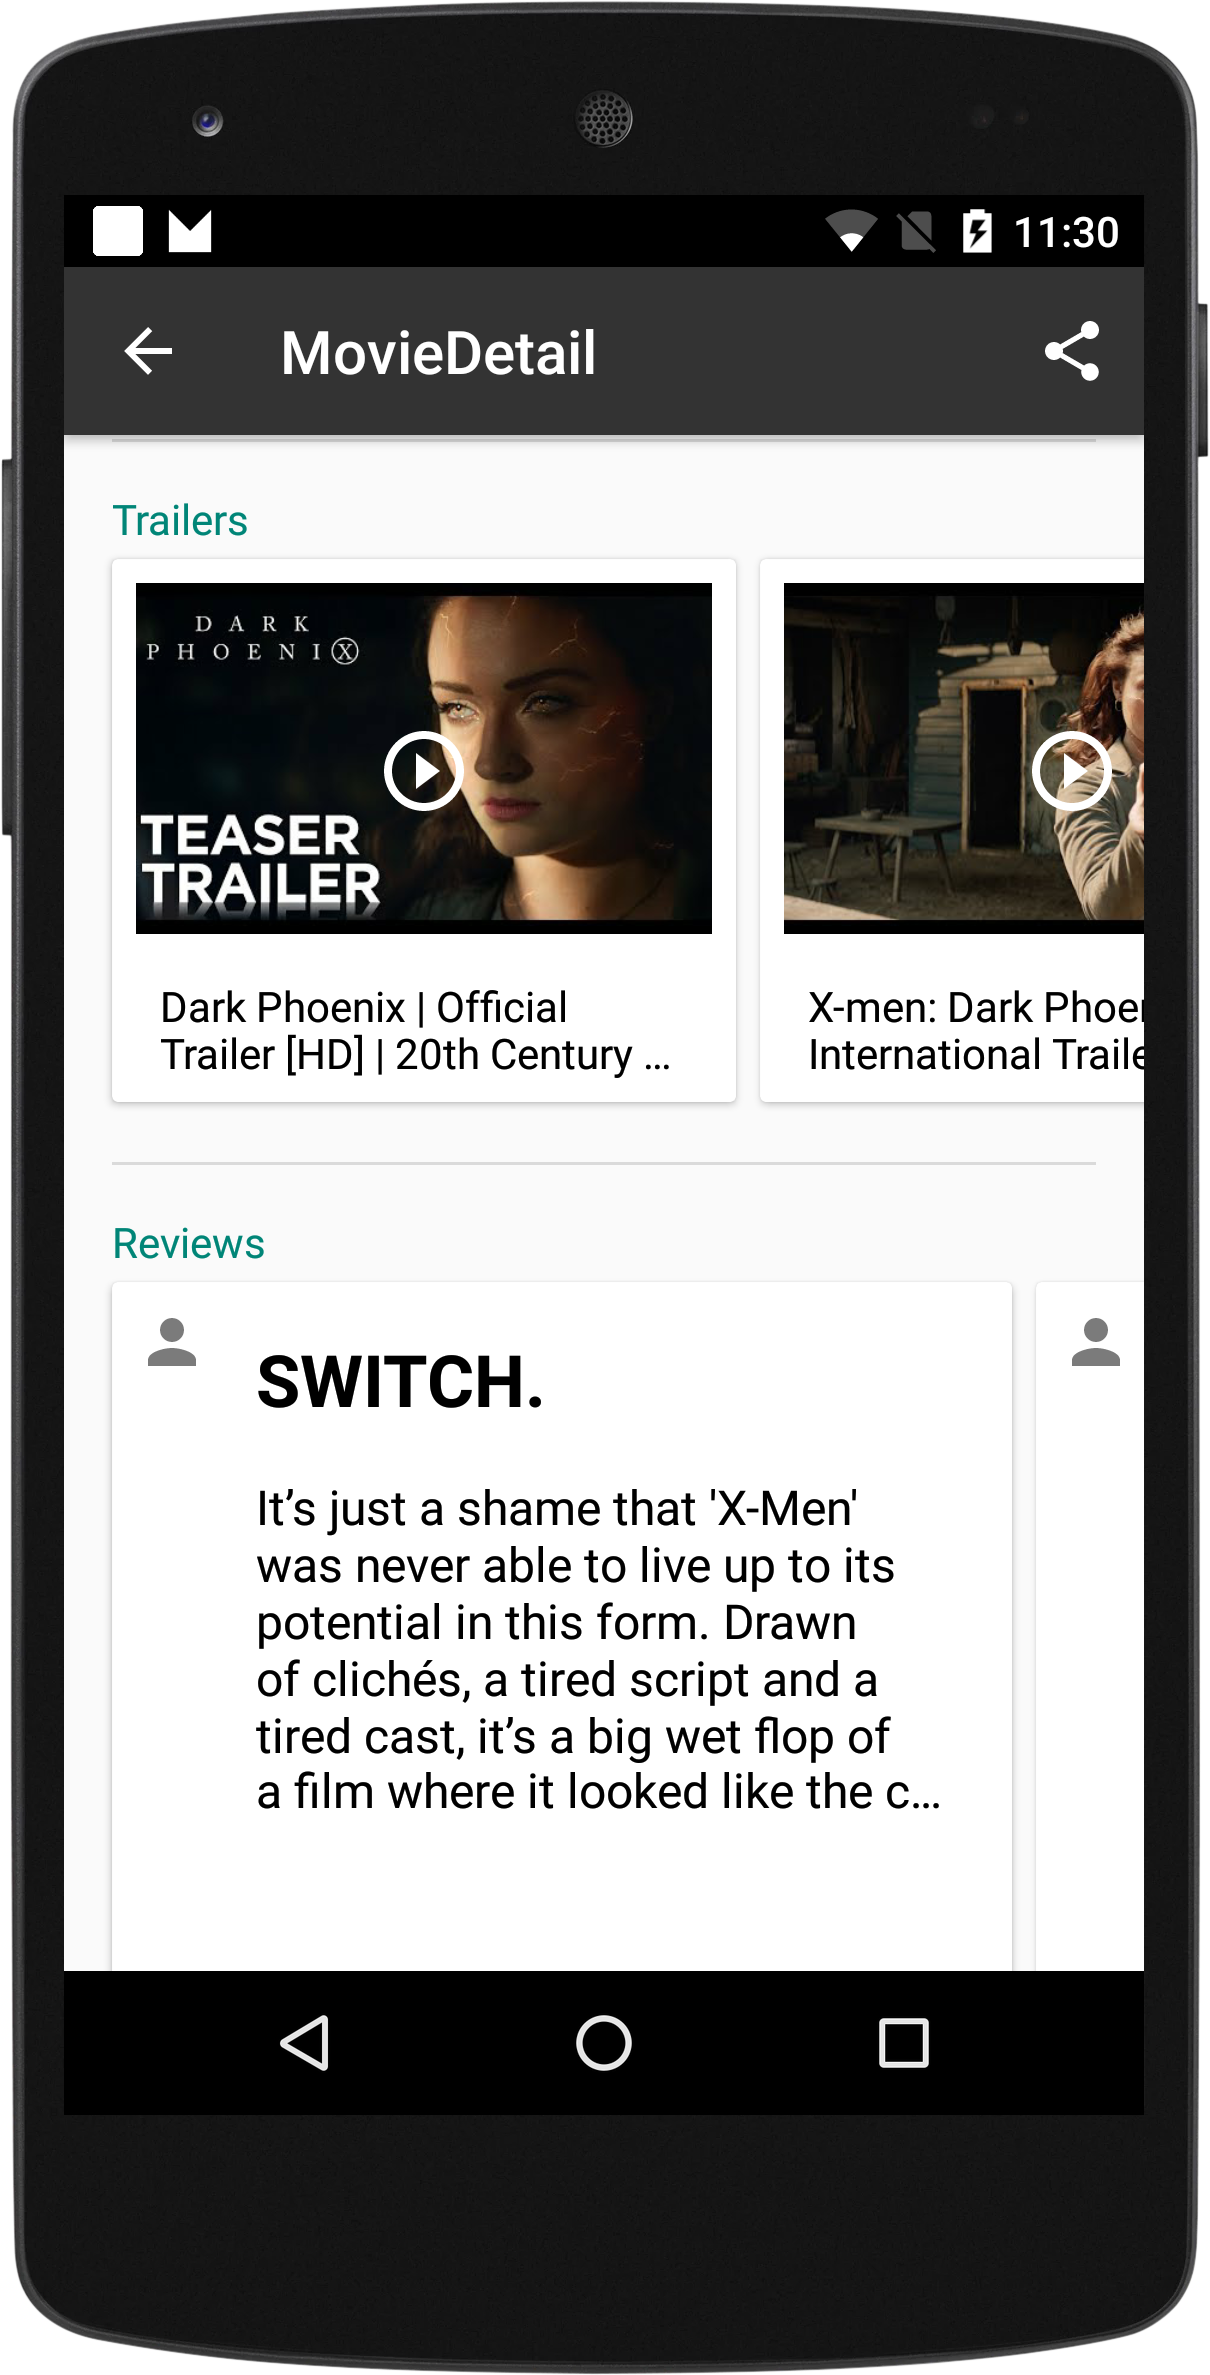 11:30
MovieDetail
Trailers
DARK
PHOENIX
TEASER
TRAILER
Dark Phoenix | Official
Trailer [HD] | 20th Century ...
X-men: Dark Phoen
International Traile
Reviews
SWITCH.
It’s just a shame that 'X-Men'
was never able to live up to its
potential in this form. Drawn
of clichés, a tired script and a
tired cast, it’s a big wet flop of
a film where it looked like the c...